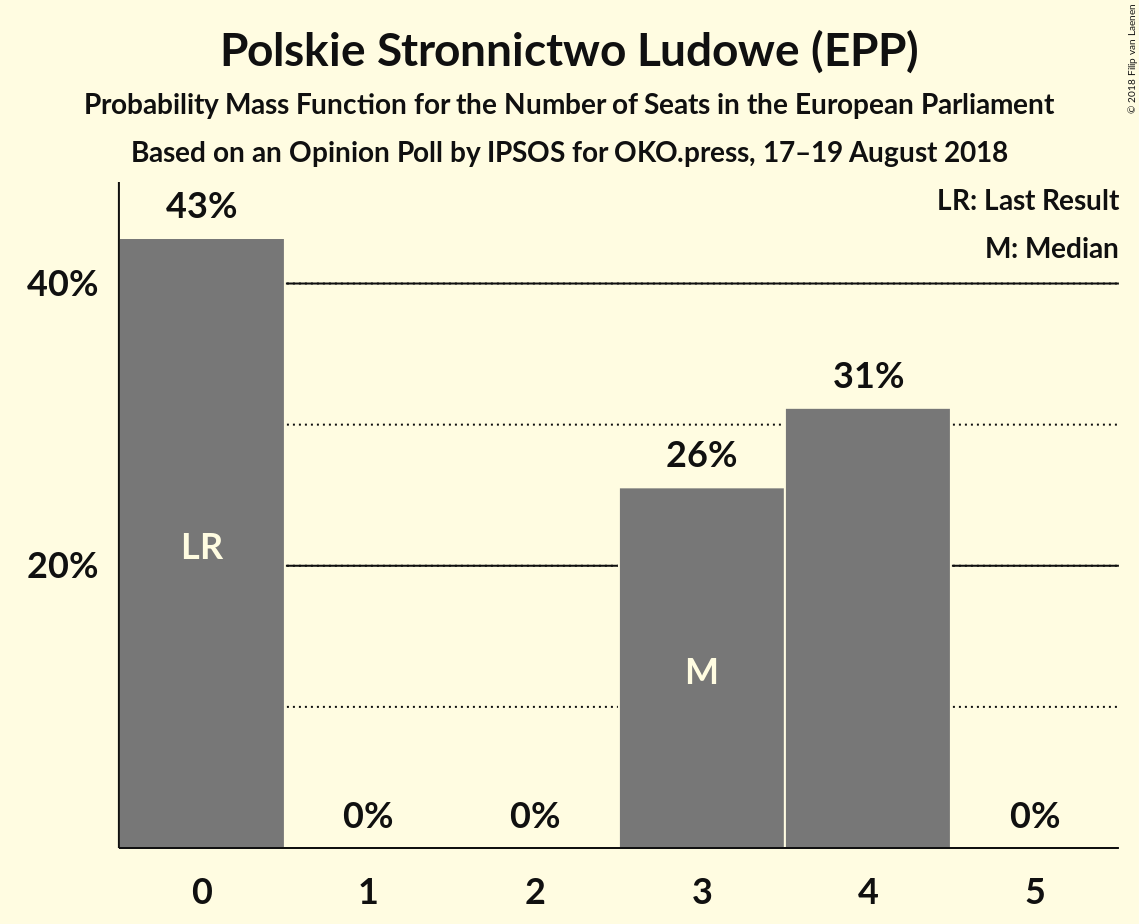 Polskie Stronnictwo Ludowe (EPP)
Probability Mass Function for the Number of Seats in the European Parliament
Based on an Opinion Poll by IPSOS for OKO.press, 17–19 August 2018
© 2018 Filip van Laenen
LR: Last Result
M: Median
43%
40%
31%
26%
20%
LR
M
0%
0%
0%
0
1
2
3
4
5